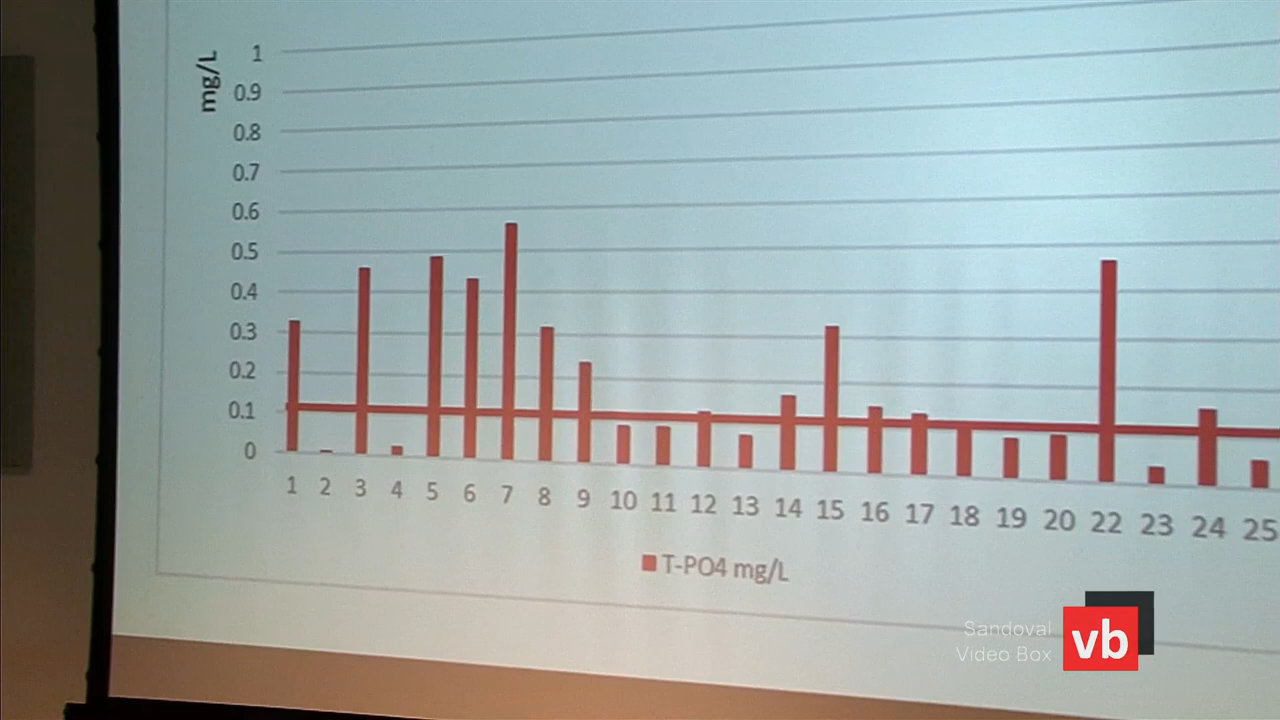 mg/L
1
0.9
0.8
0.7
0.6
0.5
0.4
0.3
0.2
0.1
0
1 2 3 4 5 6 7 8 9 10 11 12 13 14 15 16 17 18 19 20 22 23 24 25
T-PO4 mg/L
Sandoval
Video Box
vb